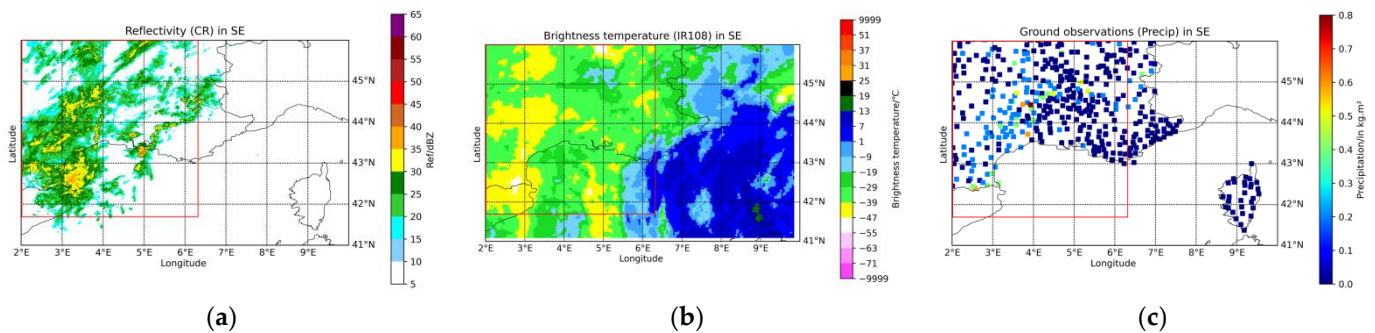 Reflectivity (CR) in SE
65
60
55
50
45
40
35
30
25
20
15
10
5
Ref/dBZ
45°N
44°N
43°N
42°N
41°N
2°E 3°E 4°E 5°E 6°E 7°E 8°E 9°E
Latitude
Longitude
(a)
Brightness temperature (IR108) in SE
9999
51
34
25
23
13
7
1
-9
-19
-29
-39
-47
-55
-63
-71
-9999
Brightness temperature/°C
45°N
44°N
43°N
42°N
41°N
2°E 3°E 4°E 5°E 6°E 7°E 8°E 9°E
Latitude
Longitude
(b)
Ground observations (Precip) in SE
0.8
0.7
0.6
0.5
0.4
0.3
0.2
0.1
0.0
Precipitation/in kg.m²
45°N
44°N
43°N
42°N
41°N
2°E 3°E 4°E 5°E 6°E 7°E 8°E 9°E
Latitude
Longitude
(c)